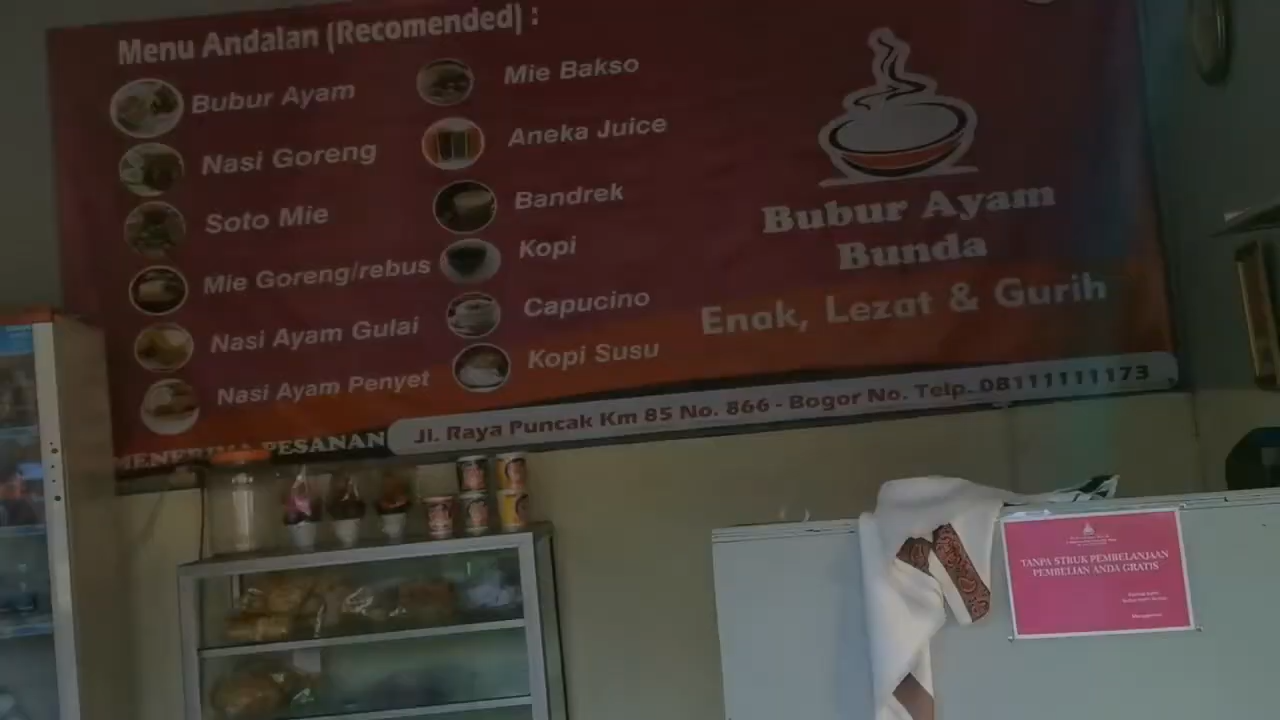 Menu Andalan (Recomended) :
Bubur Ayam
Nasi Goreng
Soto Mie
Mie Goreng/rebus
Nasi Ayam Gulai
Nasi Ayam Penyet
Mie Bakso
Aneka Juice
Bandrek
Kopi
Capucino
Kopi Susu
Bubur Ayam
Bunda
Enak, Lezat & Gurih
MENERIMA PESANAN
Jl. Raya Puncak Km 85 No. 866 - Bogor No. Telp. 08111111173
TANPA STRUK PEMBELANJAAN
PEMBELIAN ANDA GRATIS